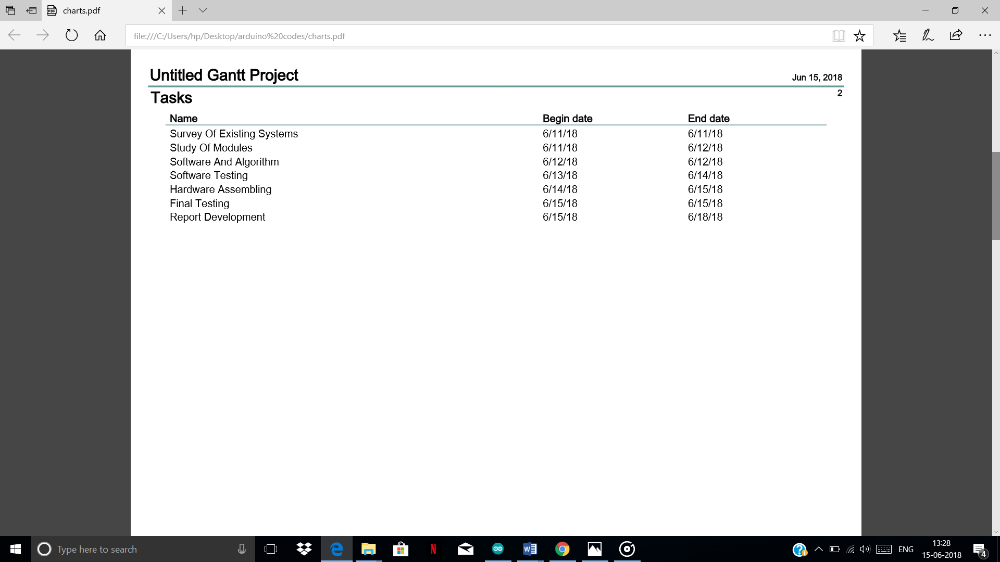 charts.pdf
file:///C:/Users/hp/Desktop/arduino%20codes/charts.pdf
Untitled Gantt Project
Jun 15, 2018
Tasks
2
Name Begin date End date
Survey Of Existing Systems 6/11/18 6/11/18
Study Of Modules 6/11/18 6/12/18
Software And Algorithm 6/12/18 6/12/18
Software Testing 6/13/18 6/14/18
Hardware Assembling 6/14/18 6/15/18
Final Testing 6/15/18 6/15/18
Report Development 6/15/18 6/18/18
Type here to search
ENG
13:28
15-06-2018
4